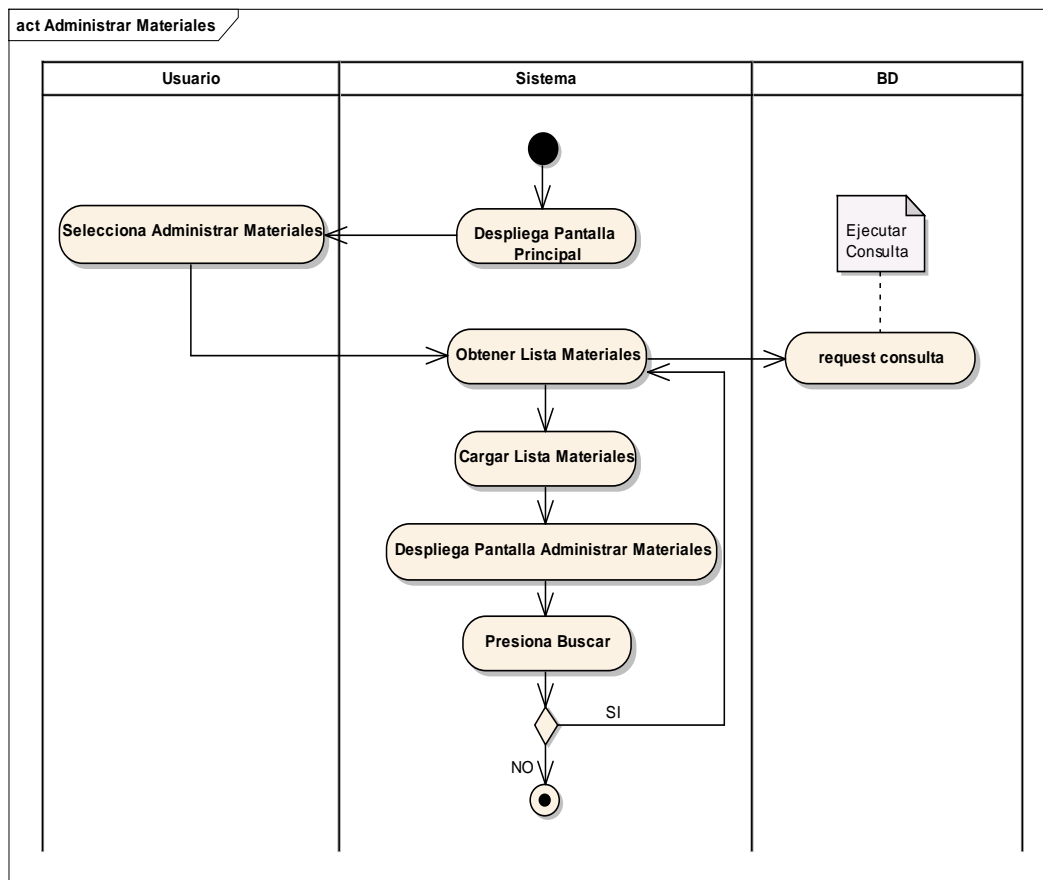 act Administrar Materiales
Usuario
Sistema
BD
Selecciona Administrar Materiales
Despliega Pantalla
Principal
Ejecutar
Consulta
Obtener Lista Materiales
request consulta
Cargar Lista Materiales
Despliega Pantalla Administrar Materiales
Presiona Buscar
SI
NO